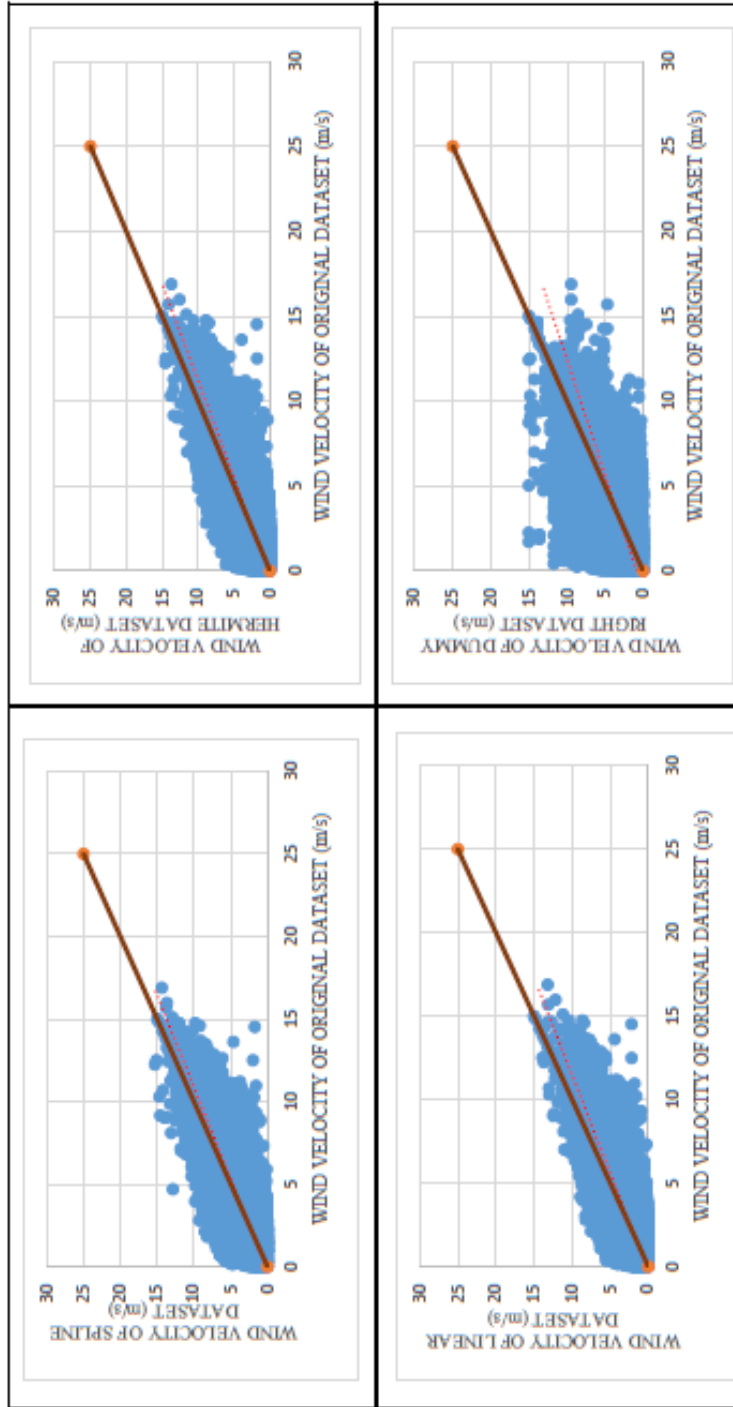 WIND VELOCITY OF SPLINE
DATASET (m/s)
30
25
20
15
10
5
0
0 5 10 15 20 25 30
WIND VELOCITY OF ORIGINAL DATASET (m/s)
WIND VELOCITY OF
HERMITE DATASET (m/s)
30
25
20
15
10
5
0
0 5 10 15 20 25 30
WIND VELOCITY OF ORIGINAL DATASET (m/s)
WIND VELOCITY OF LINEAR
DATASET (m/s)
30
25
20
15
10
5
0
0 5 10 15 20 25 30
WIND VELOCITY OF ORIGINAL DATASET (m/s)
WIND VELOCITY OF DUMMY
RIGHT DATASET (m/s)
30
25
20
15
10
5
0
0 5 10 15 20 25 30
WIND VELOCITY OF ORIGINAL DATASET (m/s)